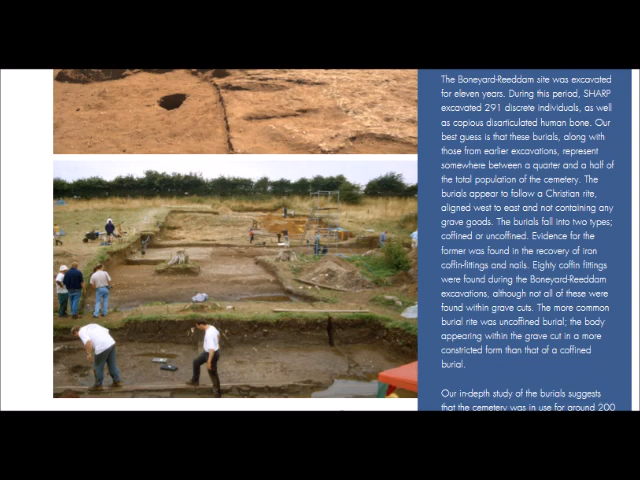 The Boneyard-Reeddam site was excavated
for eleven years. During this period, SHARP
excavated 291 discrete individuals, as well
as copious disarticulated human bone. Our
best guess is that these burials, along with
those from earlier excavations, represent
somewhere between a quarter and a half of
the total population of the cemetery. The
burials appear to follow a Christian rite,
aligned west to east and not containing any
grave goods. The burials fall into two types;
coffined or uncoffined. Evidence for the
former was found in the recovery of iron
coffin-fittings and nails. Eighty coffin fittings
were found during the Boneyard-Reeddam
excavations, although not all of these were
found within grave cuts. The more common
burial rite was uncoffined burial; the body
appearing within the grave cut in a more
constricted form than that of a coffined
burial.
Our in-depth study of the burials suggests
that the cemetery was in use for around 200